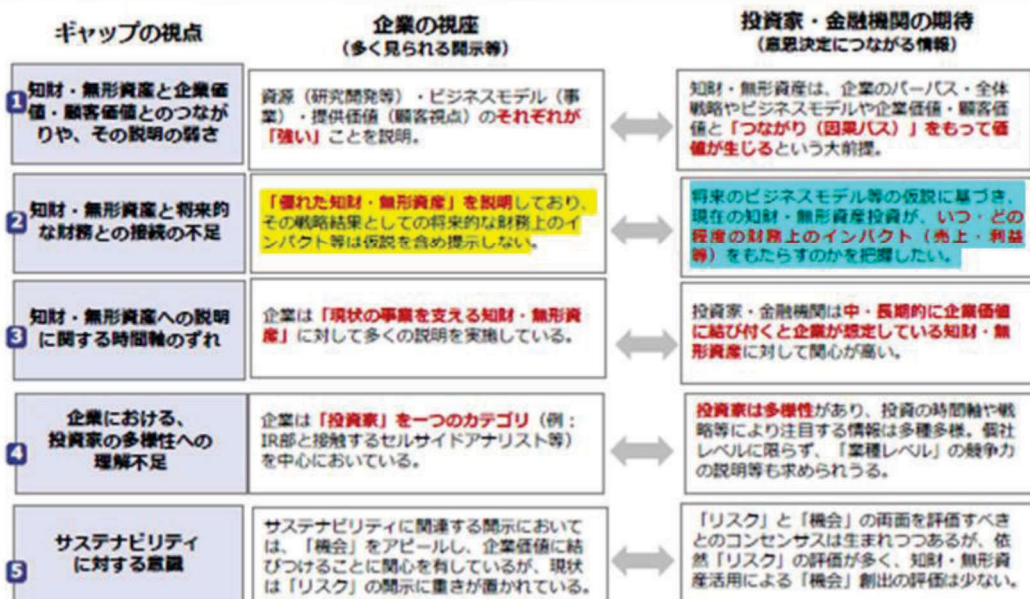 ギャップの視点
企業の視座
(多く見られる開示等)
投資家・金融機関の期待
(意思決定につながる情報)
1
知財・無形資産と企業価
値・顧客価値とのつなが
りや、その説明の弱さ
資源（研究開発等）・ビジネスモデル（事
業）・提供価値（顧客視点）のそれぞれが
「強い」ことを説明。
知財・無形資産は、企業のパーパス・全体
戦略やビジネスモデルや企業価値・顧客価
値と「つながり（因果パス）」をもって価
値が生じるという大前提。
2
知財・無形資産と将来的
な財務との接続の不足
「優れた知財・無形資産」を説明しており、
その戦略結果としての将来的な財務上のイ
ンパクト等は仮説を含め提示しない。
将来のビジネスモデル等の仮説に基づき、
現在の知財・無形資産投資が、いつ・どの
程度の財務上のインパクト（売上・利益
等）をもたらすのかを把握したい。
3
知財・無形資産への説明
に関する時間軸のずれ
企業は「現状の事業を支える知財・無形資
産」に対して多くの説明を実施している。
投資家・金融機関は中・長期的に企業価値
に結び付くと企業が想定している知財・無
形資産に対して関心が高い。
4
企業における、
投資家の多様性への
理解不足
企業は「投資家」を一つのカテゴリ（例：
IR部と接触するセルサイドアナリスト等）
を中心においている。
投資家は多様性があり、投資の時間軸や戦
略等により注目する情報は多種多様。個社
レベルに限らず、「業種レベル」の競争力
の説明等も求められうる。
5
サステナビリティ
に対する意識
サステナビリティに関連する開示において
は、「機会」をアピールし、企業価値に結
びつけることに関心を有しているが、現状
は「リスク」の開示に重きが置かれている。
「リスク」と「機会」の両面を評価すべき
とのコンセンサスは生まれつつあるが、依
然「リスク」の評価が多く、知財・無形資
産活用による「機会」創出の評価は少ない。